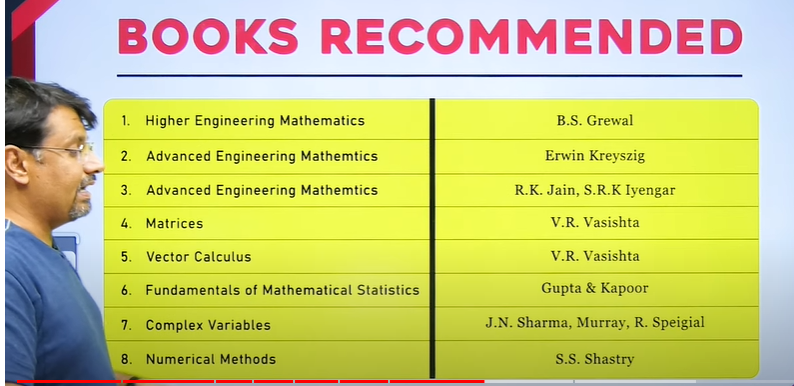 BOOKS RECOMMENDED
1. Higher Engineering Mathematics B.S. Grewal
2. Advanced Engineering Mathemtics Erwin Kreyszig
3. Advanced Engineering Mathemtics R.K. Jain, S.R.K Iyengar
4. Matrices V.R. Vasishta
5. Vector Calculus V.R. Vasishta
6. Fundamentals of Mathematical Statistics Gupta & Kapoor
7. Complex Variables J.N. Sharma, Murray, R. Speigial
8. Numerical Methods S.S. Shastry